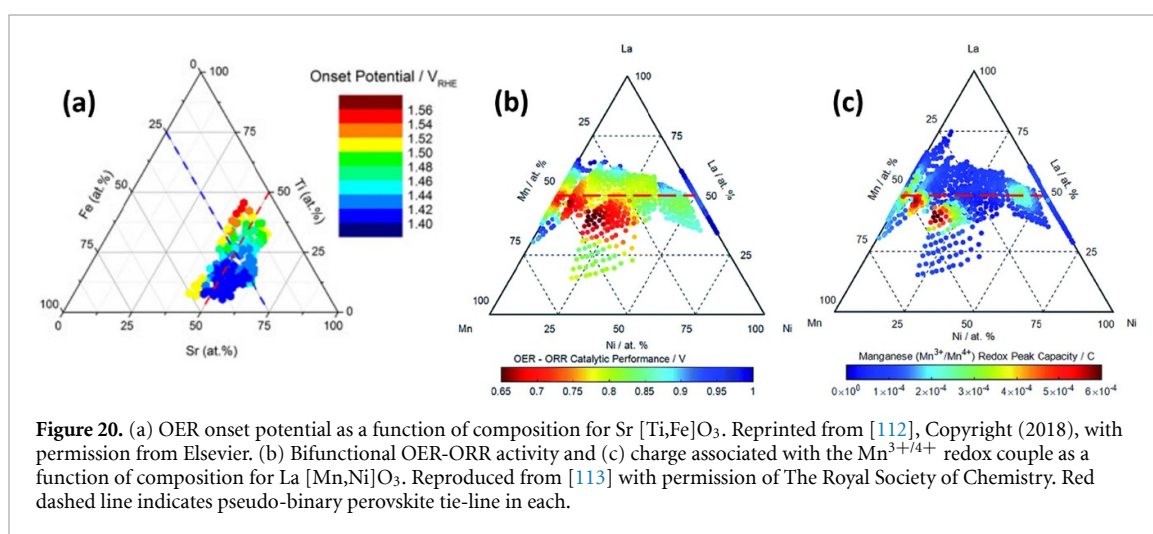 (a)
Onset Potential / V_RHE
1.56
1.54
1.52
1.50
1.48
1.46
1.44
1.42
1.40
0
100
25
75
Fe (at.%)
Ti (at.%)
50
50
75
25
100
0
0
25
50
75
100
Sr (at.%)
(b)
La
100
25
75
Mn / at. %
La / at. %
50
50
75
25
100
Mn
25
50
75
100
Ni
Ni / at. %
OER - ORR Catalytic Performance / V
0.65 0.7 0.75 0.8 0.85 0.9 0.95 1
(c)
La
100
25
75
Mn / at. %
La / at. %
50
50
75
25
100
Mn
25
50
75
100
Ni
Ni / at. %
Manganese (Mn³⁺/Mn⁴⁺) Redox Peak Capacity / C
0×10⁰ 1×10⁻⁴ 2×10⁻⁴ 3×10⁻⁴ 4×10⁻⁴ 5×10⁻⁴ 6×10⁻⁴
Figure 20. (a) OER onset potential as a function of composition for Sr [Ti,Fe]O₃. Reprinted from [112], Copyright (2018), with
permission from Elsevier. (b) Bifunctional OER-ORR activity and (c) charge associated with the Mn³⁺/⁴⁺ redox couple as a
function of composition for La [Mn,Ni]O₃. Reproduced from [113] with permission of The Royal Society of Chemistry. Red
dashed line indicates pseudo-binary perovskite tie-line in each.